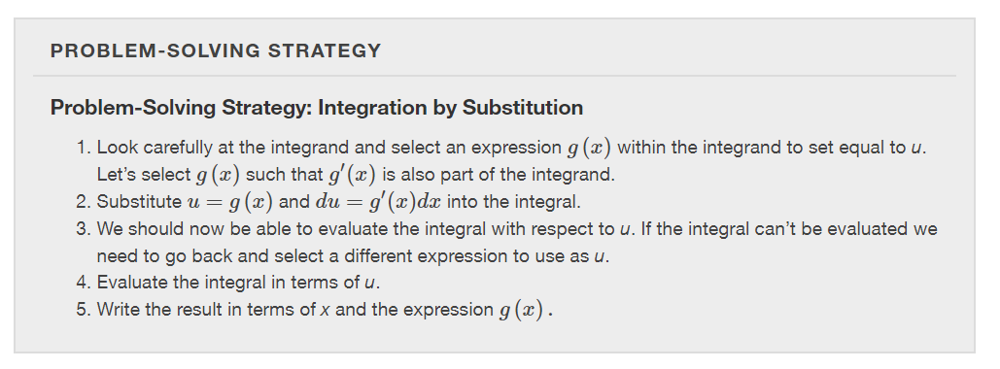 PROBLEM-SOLVING STRATEGY
Problem-Solving Strategy: Integration by Substitution
1. Look carefully at the integrand and select an expression g (x) within the integrand to set equal to u.
Let’s select g (x) such that g′(x) is also part of the integrand.
2. Substitute u = g (x) and du = g′(x)dx into the integral.
3. We should now be able to evaluate the integral with respect to u. If the integral can’t be evaluated we
need to go back and select a different expression to use as u.
4. Evaluate the integral in terms of u.
5. Write the result in terms of x and the expression g (x) .